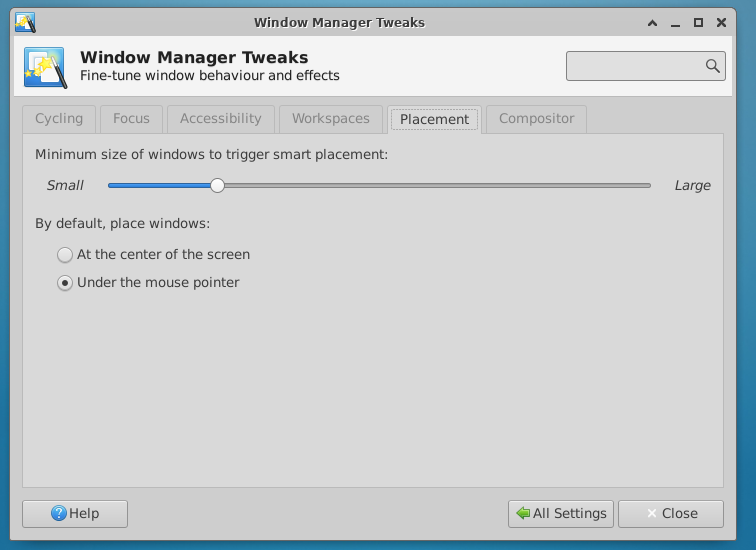 Window Manager Tweaks
Window Manager Tweaks
Fine-tune window behaviour and effects
Cycling Focus Accessibility Workspaces Placement Compositor
Minimum size of windows to trigger smart placement:
Small Large
By default, place windows:
At the center of the screen
Under the mouse pointer
Help All Settings Close